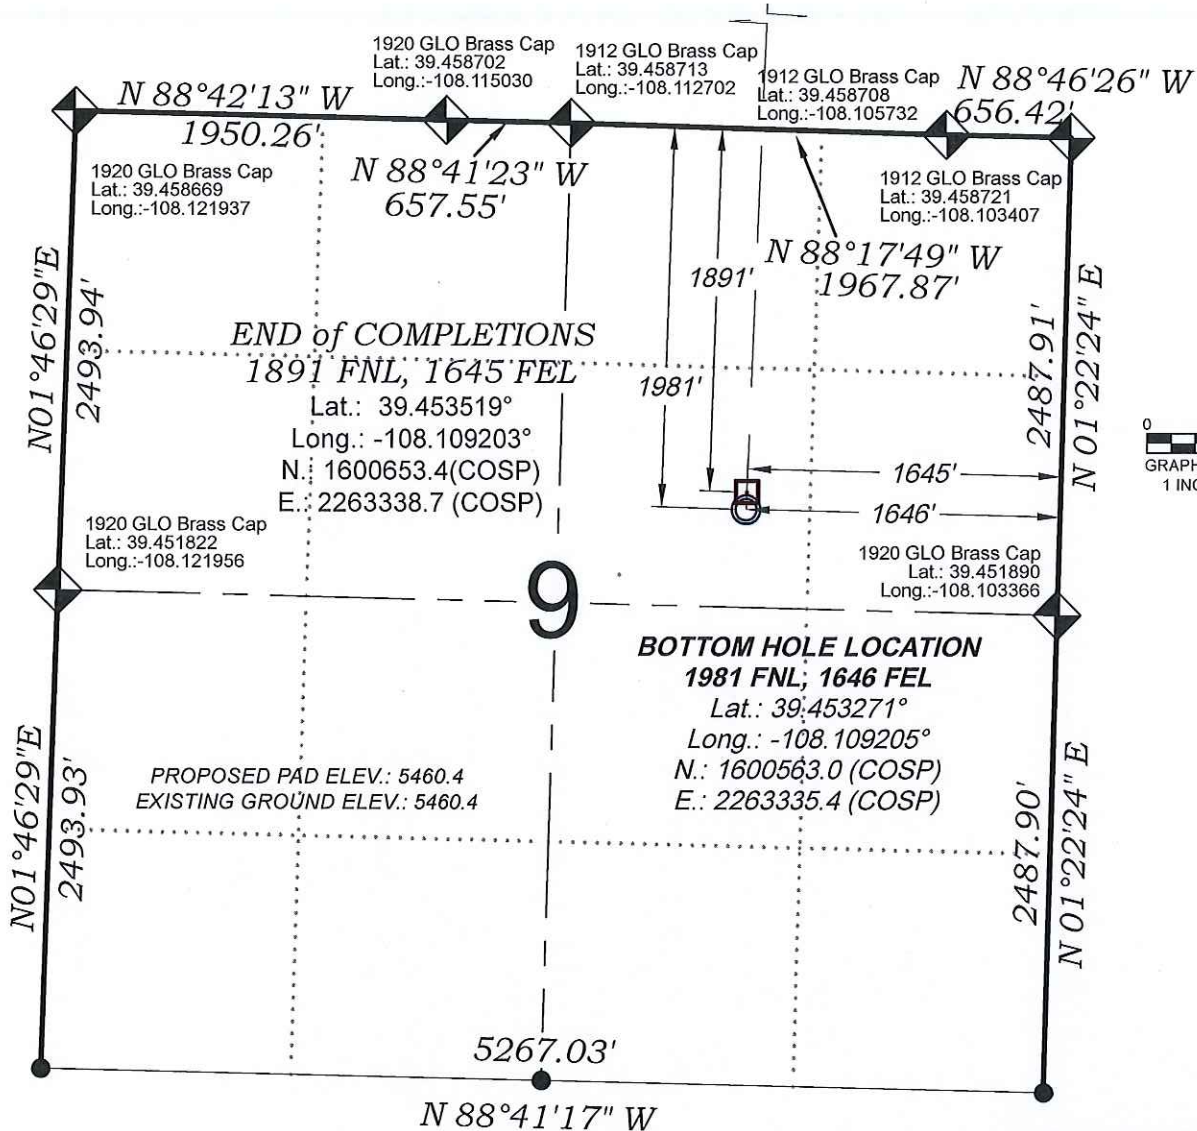 1920 GLO Brass Cap
Lat.: 39.458702
Long.:-108.115030
1912 GLO Brass Cap
Lat.: 39.458713
Long.:-108.112702
1912 GLO Brass Cap
Lat.: 39.458708
Long.:-108.105732
N 88°46'26" W
656.42'
N 88°42'13" W
1950.26'
1920 GLO Brass Cap
Lat.: 39.458669
Long.:-108.121937
N 88°41'23" W
657.55'
1912 GLO Brass Cap
Lat.: 39.458721
Long.:-108.103407
N 88°17'49" W
1967.87'
1891'
1981'
N01°46'29"E
2493.94'
END of COMPLETIONS
1891 FNL, 1645 FEL
Lat.: 39.453519°
Long.: -108.109203°
N.: 1600653.4(COSP)
E.: 2263338.7 (COSP)
2487.91'
N 01°22'24" E
0
GRAPH
1 INC
1645'
1646'
1920 GLO Brass Cap
Lat.: 39.451822
Long.:-108.121956
1920 GLO Brass Cap
Lat.: 39.451890
Long.:-108.103366
9
BOTTOM HOLE LOCATION
1981 FNL, 1646 FEL
Lat.: 39.453271°
Long.: -108.109205°
N.: 1600563.0 (COSP)
E.: 2263335.4 (COSP)
N01°46'29"E
2493.93'
PROPOSED PAD ELEV.: 5460.4
EXISTING GROUND ELEV.: 5460.4
2487.90'
N 01°22'24" E
5267.03'
N 88°41'17" W